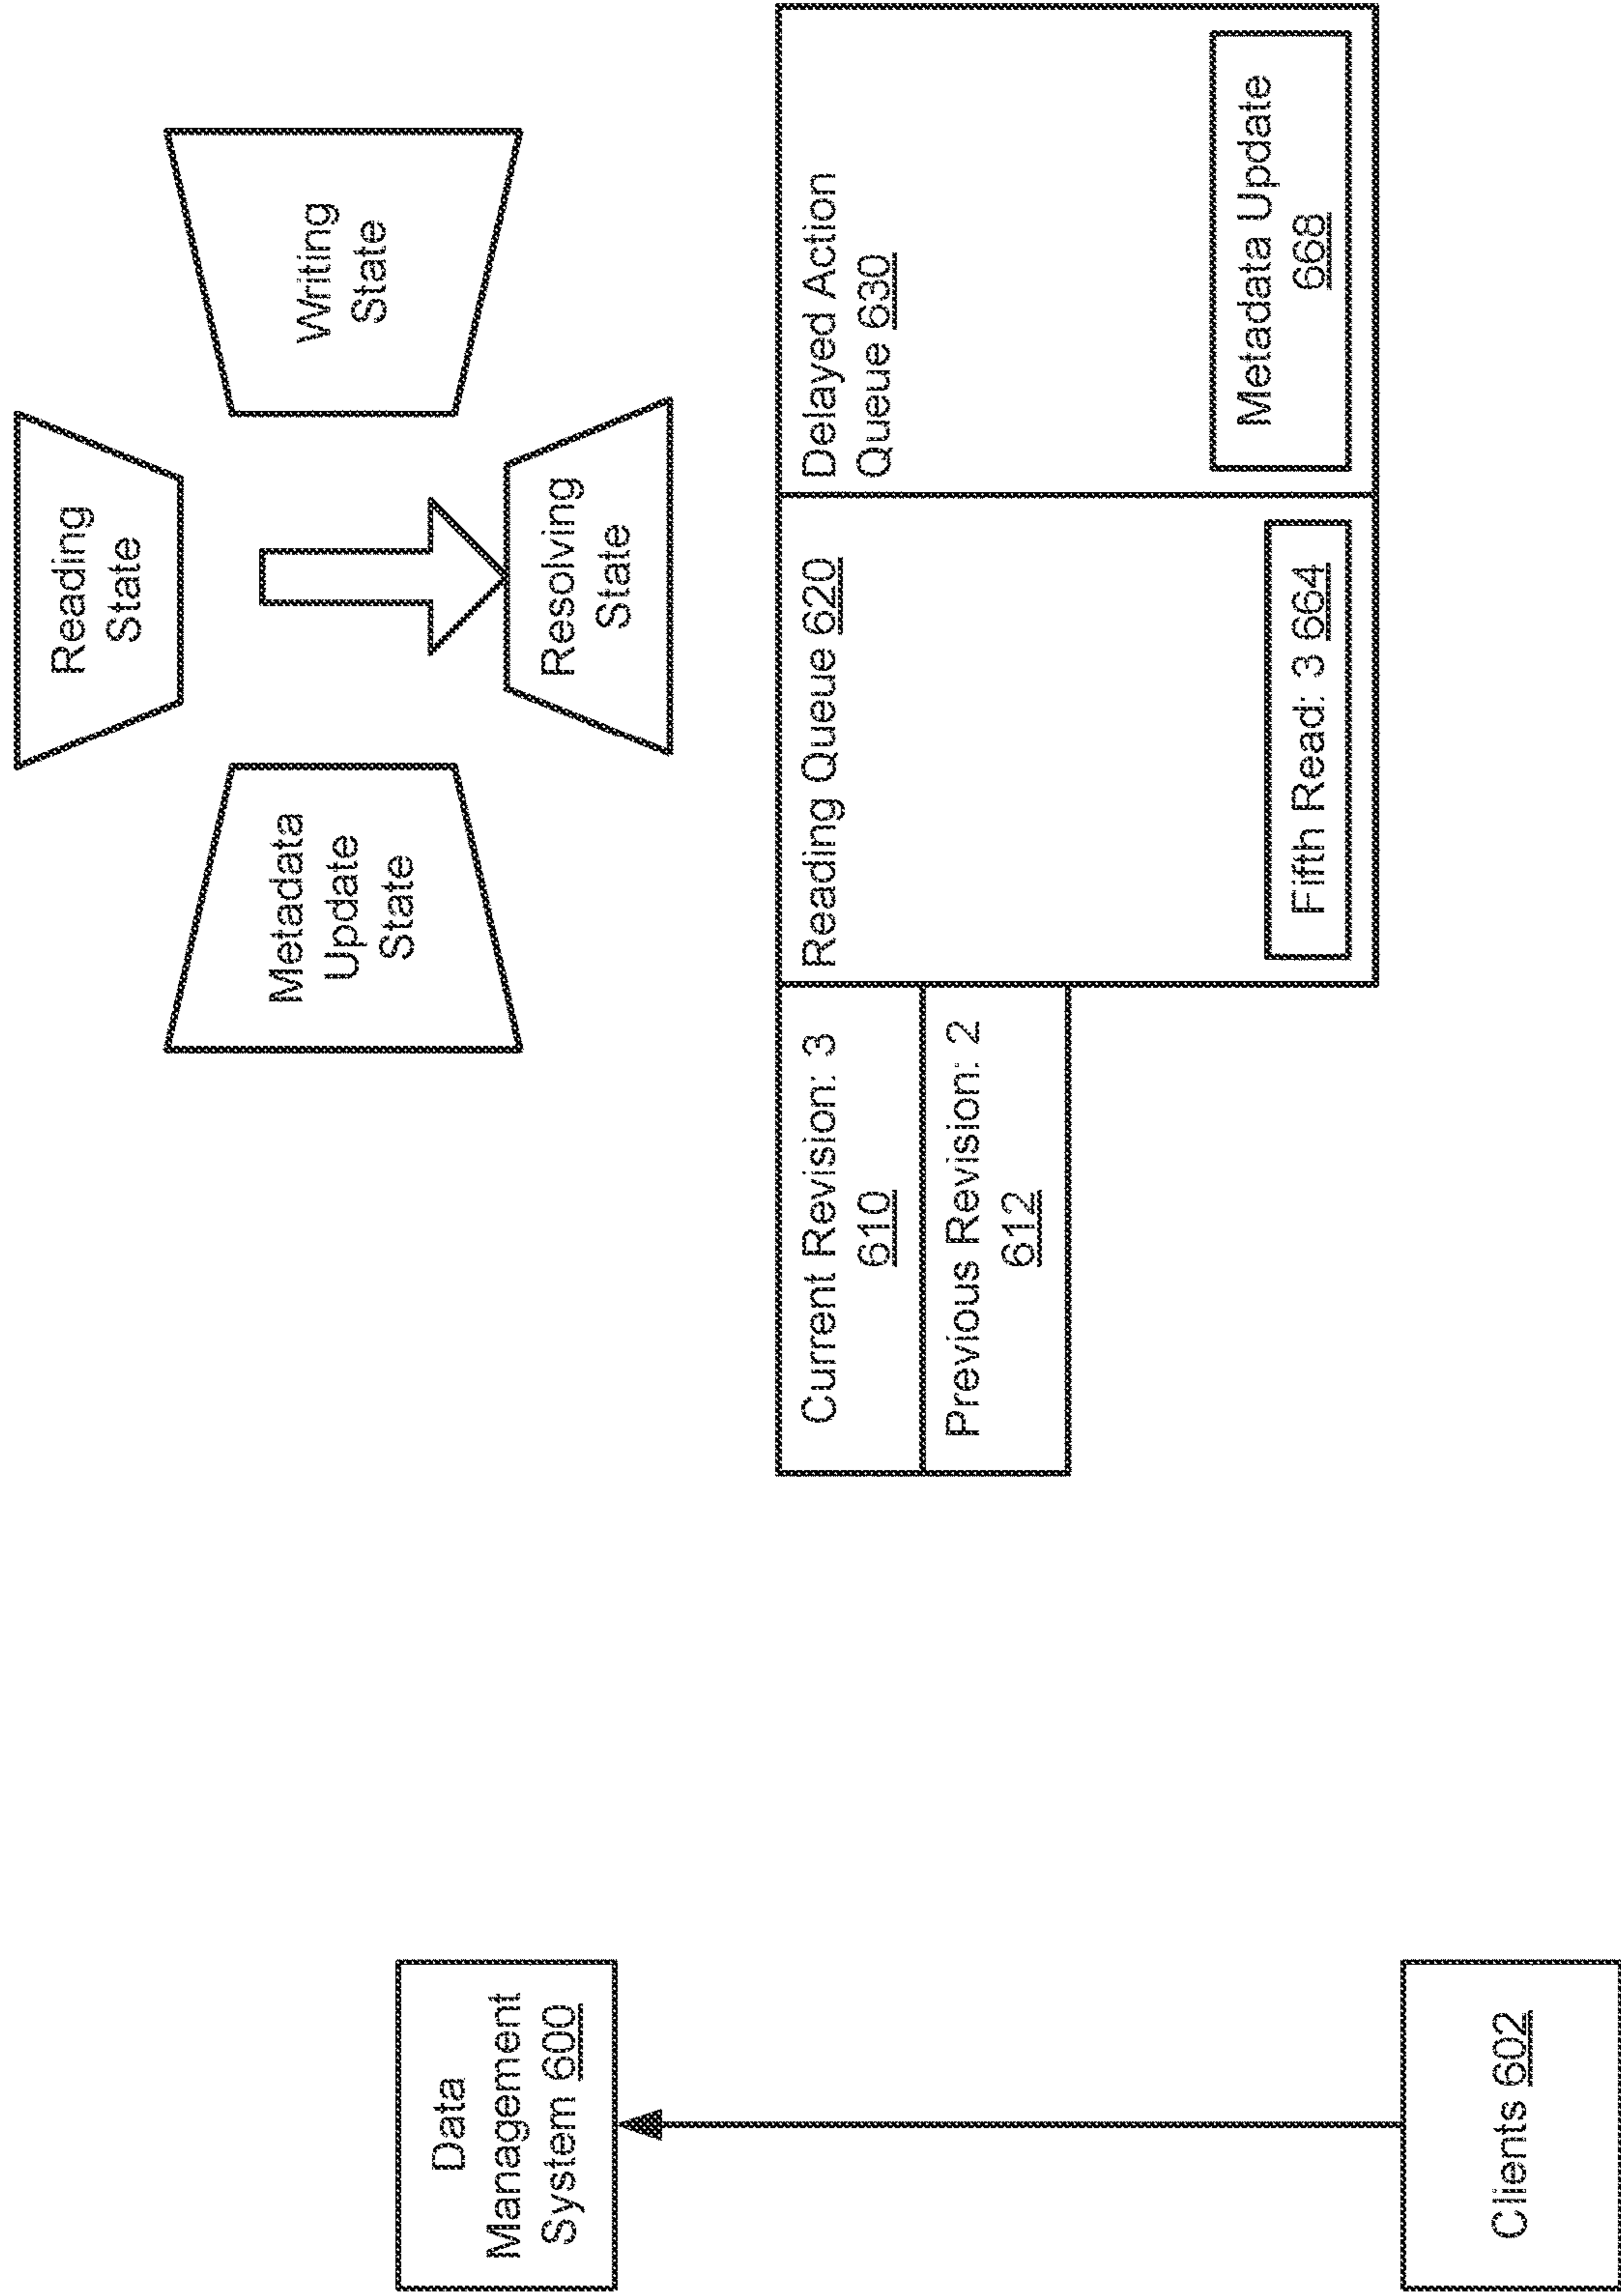 Data
Management
System 600
Clients 602
Reading
State
Metadata
Update
State
Writing
State
Resolving
State
Current Revision: 3
610
Previous Revision: 2
612
Reading Queue 620
Fifth Read: 3 664
Delayed Action
Queue 630
Metadata Update
668